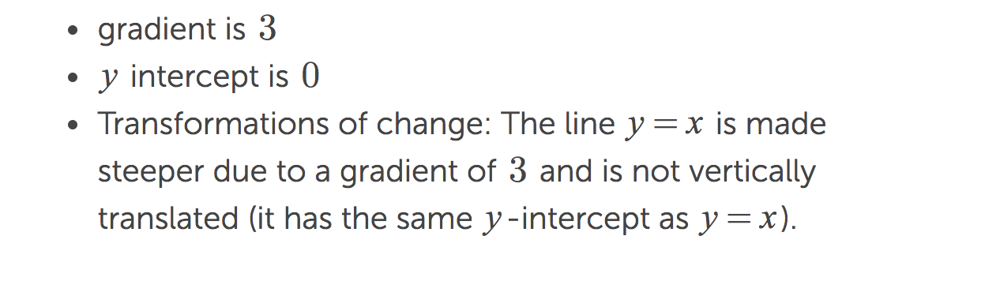 • gradient is 3
• y intercept is 0
• Transformations of change: The line y = x is made
steeper due to a gradient of 3 and is not vertically
translated (it has the same y-intercept as y = x).